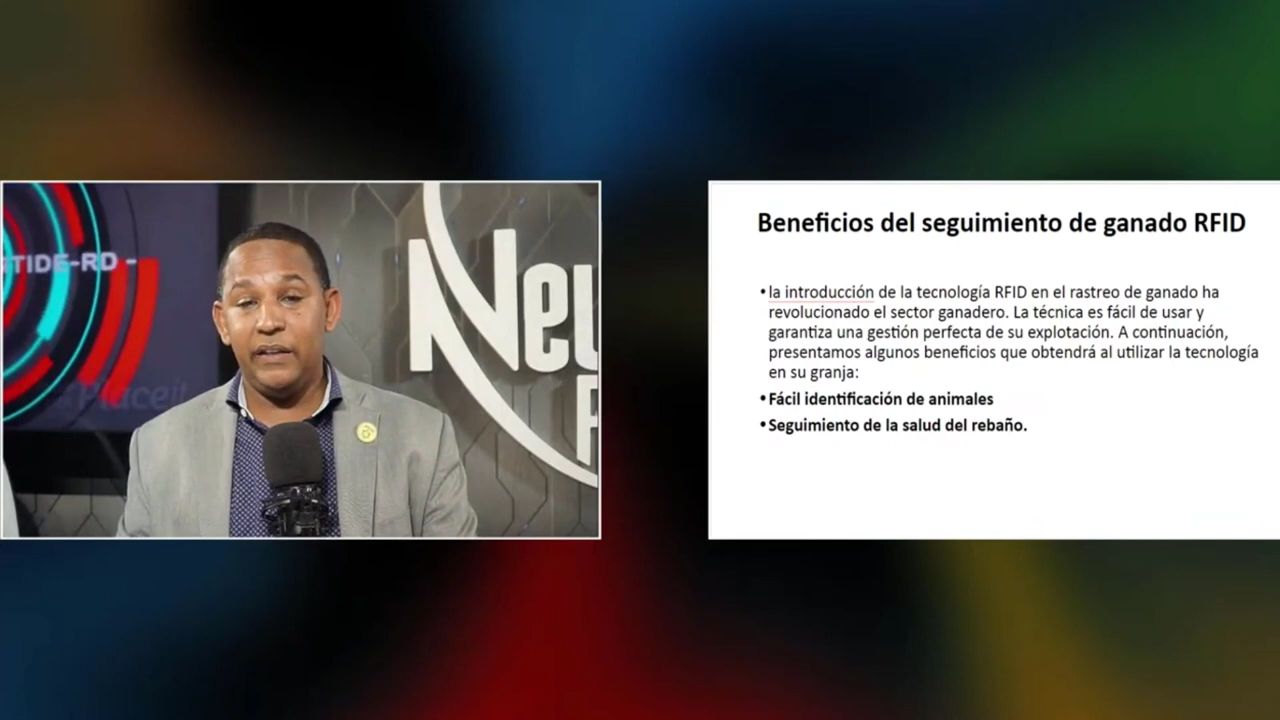 TIDE-RD -
Placeit
Neu
Beneficios del seguimiento de ganado RFID
•la introducción de la tecnología RFID en el rastreo de ganado ha
revolucionado el sector ganadero. La técnica es fácil de usar y
garantiza una gestión perfecta de su explotación. A continuación,
presentamos algunos beneficios que obtendrá al utilizar la tecnología
en su granja:
•Fácil identificación de animales
•Seguimiento de la salud del rebaño.